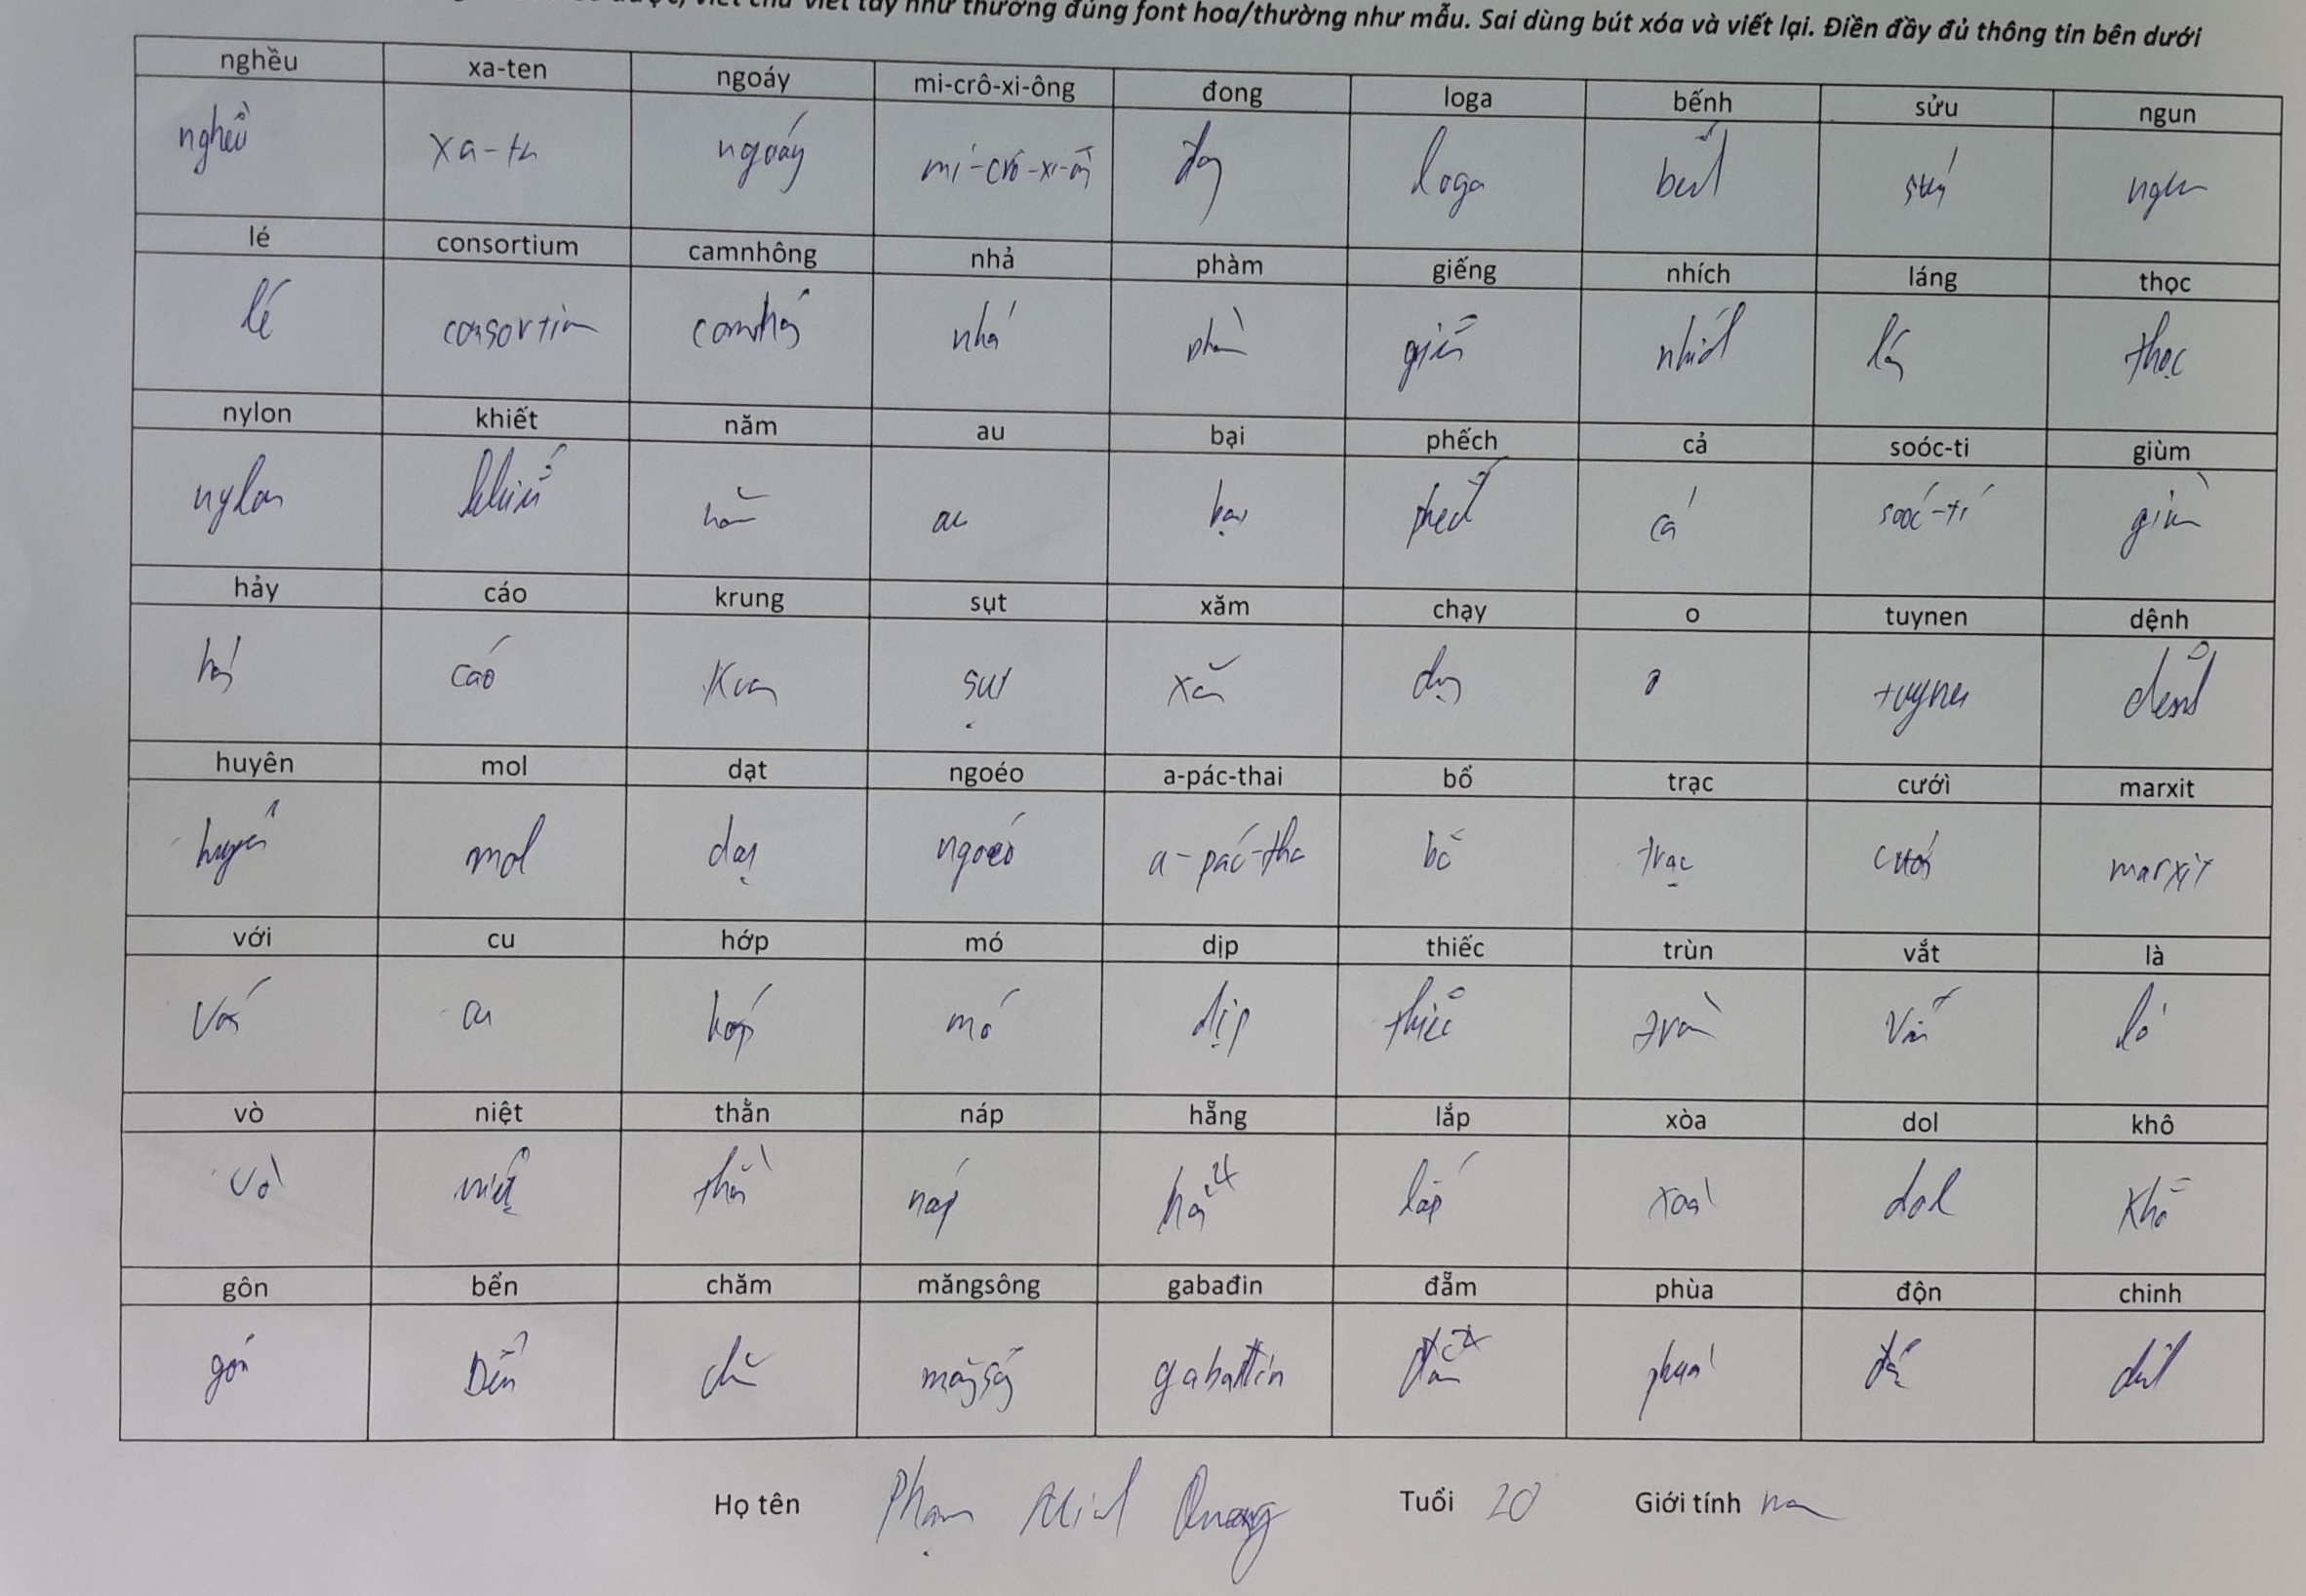 viết chữ viết tay như thường đúng font hoa/thường như mẫu. Sai dùng bút xóa và viết lại. Điền đầy đủ thông tin bên dưới
nghều xa-ten ngoáy mi-crô-xi-ông đong loga bếnh sửu ngun
nghều xa-ten ngoáy mi-crô-xi-ông đong loga bếnh sửu ngun
lé consortium camnhông nhả phàm giếng nhích láng thọc
lé consortium camnhông nhả phàm giếng nhích láng thọc
nylon khiết năm au bại phếch cả soóc-ti giùm
nylon khiết năm au bại phếch cả soóc-ti giùm
hảy cáo krung sụt xăm chạy o tuynen dệnh
hảy cáo krung sụt xăm chạy o tuynen dệnh
huyên mol dạt ngoéo a-pác-thai bổ trạc cưới marxit
huyên mol dạt ngoéo a-pác-thai bổ trạc cưới marxit
với cu hớp mó dịp thiếc trùn vắt là
với cu hớp mó dịp thiếc trùn vắt là
vò niệt thằn náp hẵng lắp xòa dol khô
vò niệt thằn náp hẵng lắp xòa dol khô
gôn bển chăm măngsông gabađin đẵm phùa độn chinh
gôn bển chăm măngsông gabađin đẵm phùa độn chinh
Họ tên Phạm Minh Quang Tuổi 20 Giới tính nam